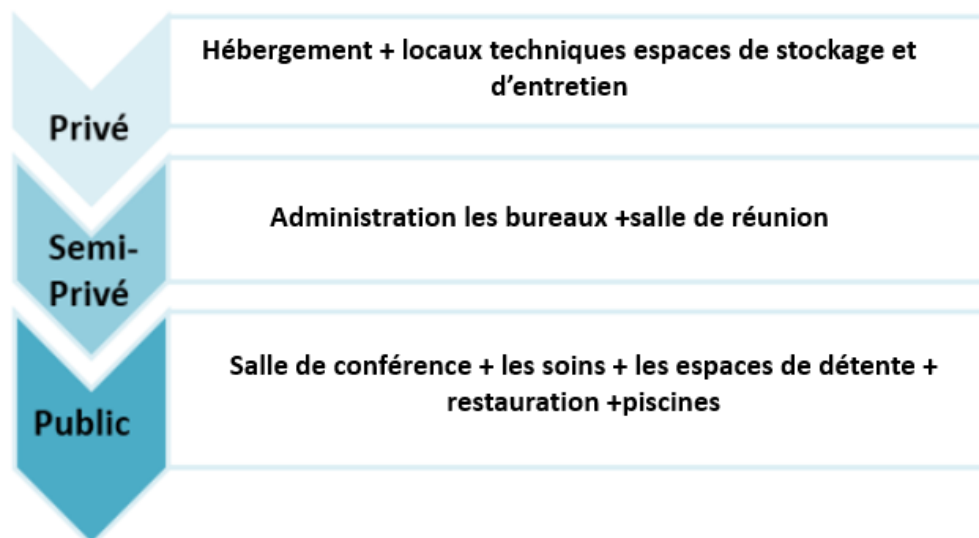 Hébergement + locaux techniques espaces de stockage et
d’entretien
Privé
Administration les bureaux +salle de réunion
Semi-
Privé
Salle de conférence + les soins + les espaces de détente +
restauration +piscines
Public